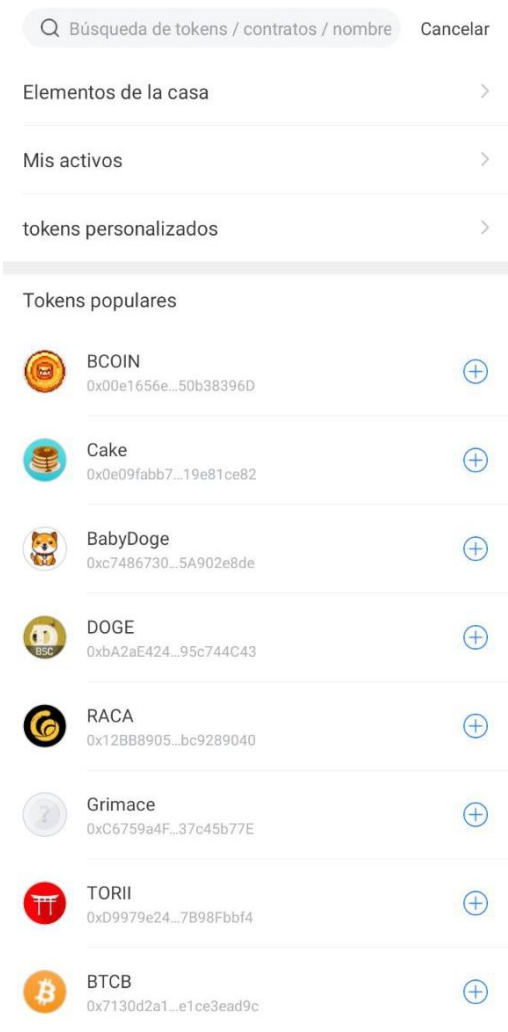 Búsqueda de tokens / contratos / nombre
Cancelar
Elementos de la casa
Mis activos
tokens personalizados
Tokens populares
BCOIN
0x00e1656e...50b38396D
Cake
0x0e09fabb7...19e81ce82
BabyDoge
0xc7486730...5A902e8de
DOGE
BSC
0xbA2aE424...95c744C43
RACA
0x12BB8905...bc9289040
Grimace
?
0xC6759a4F...37c45b77E
TORII
0xD9979e24...7B98Fbbf4
BTCB
0x7130d2a1...e1ce3ead9c